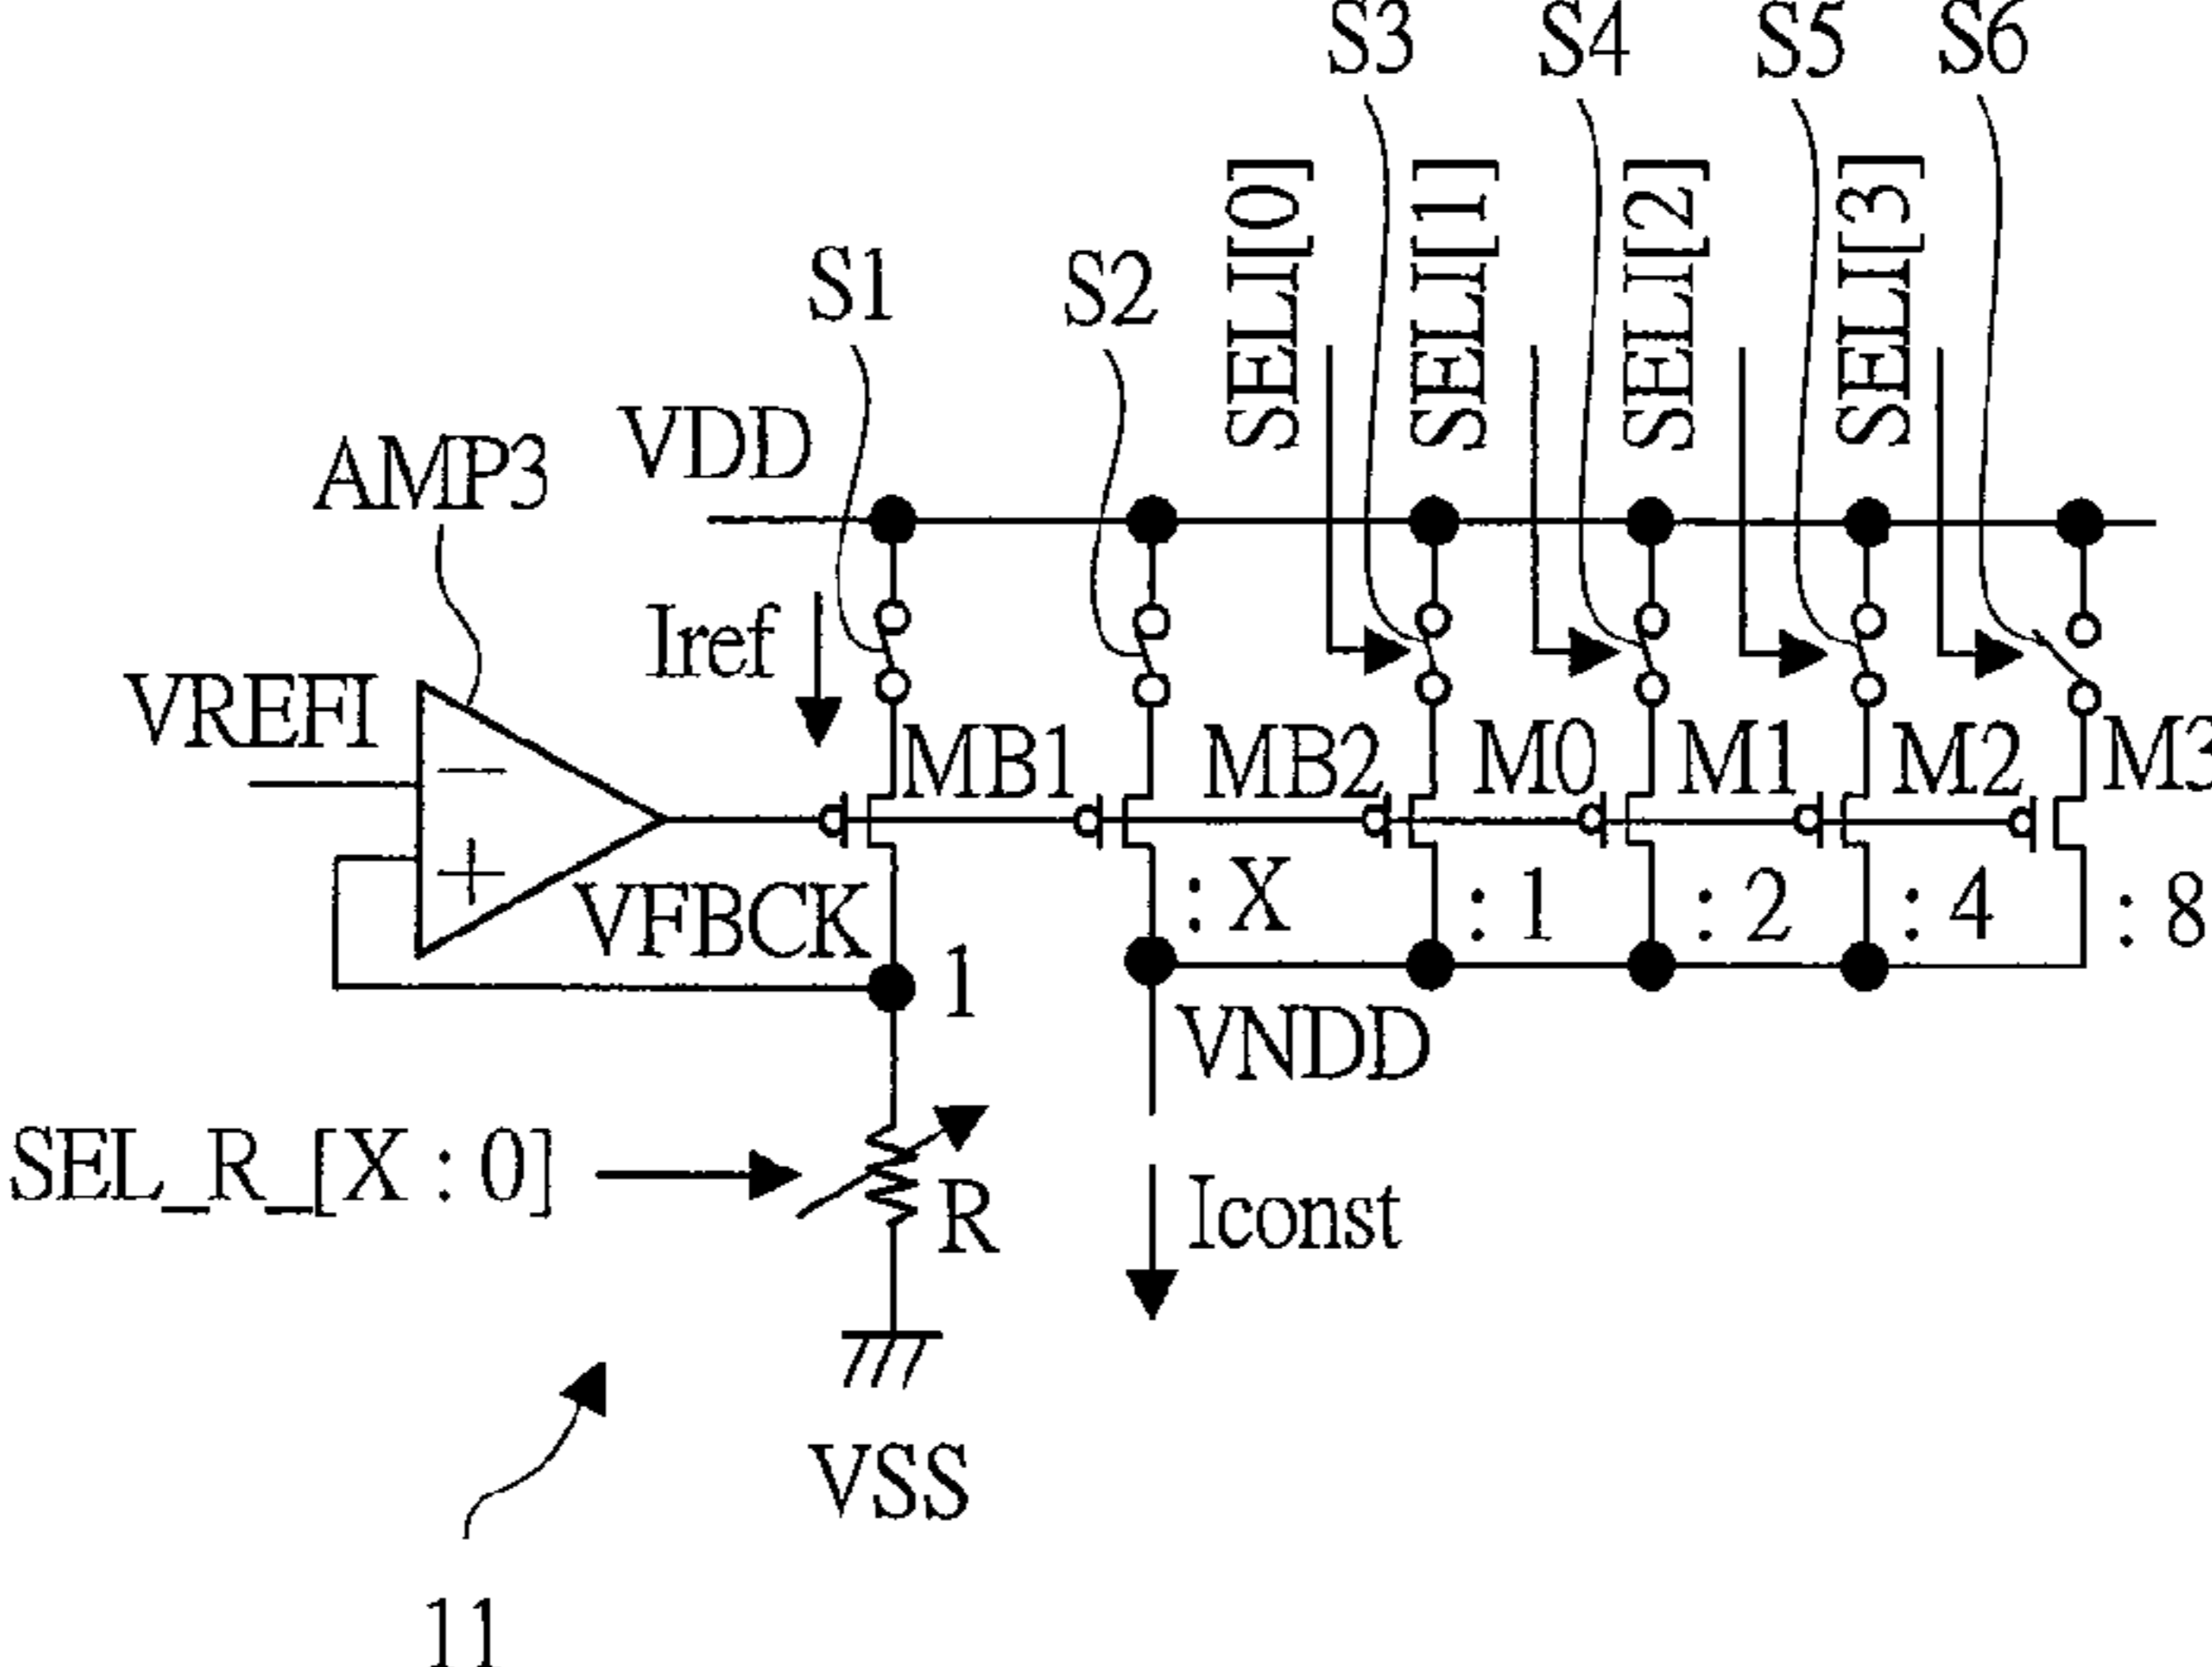 S3 S4 S5 S6
SELI[0] SELI[1] SELI[2] SELI[3]
S1 S2
VDD
AMP3
Iref
VREFI
MB1 MB2 M0 M1 M2 M3
−
+
VFBCK
: X : 1 : 2 : 4 : 8
1
VNDD
SEL_R_[X : 0]
R
Iconst
VSS
11